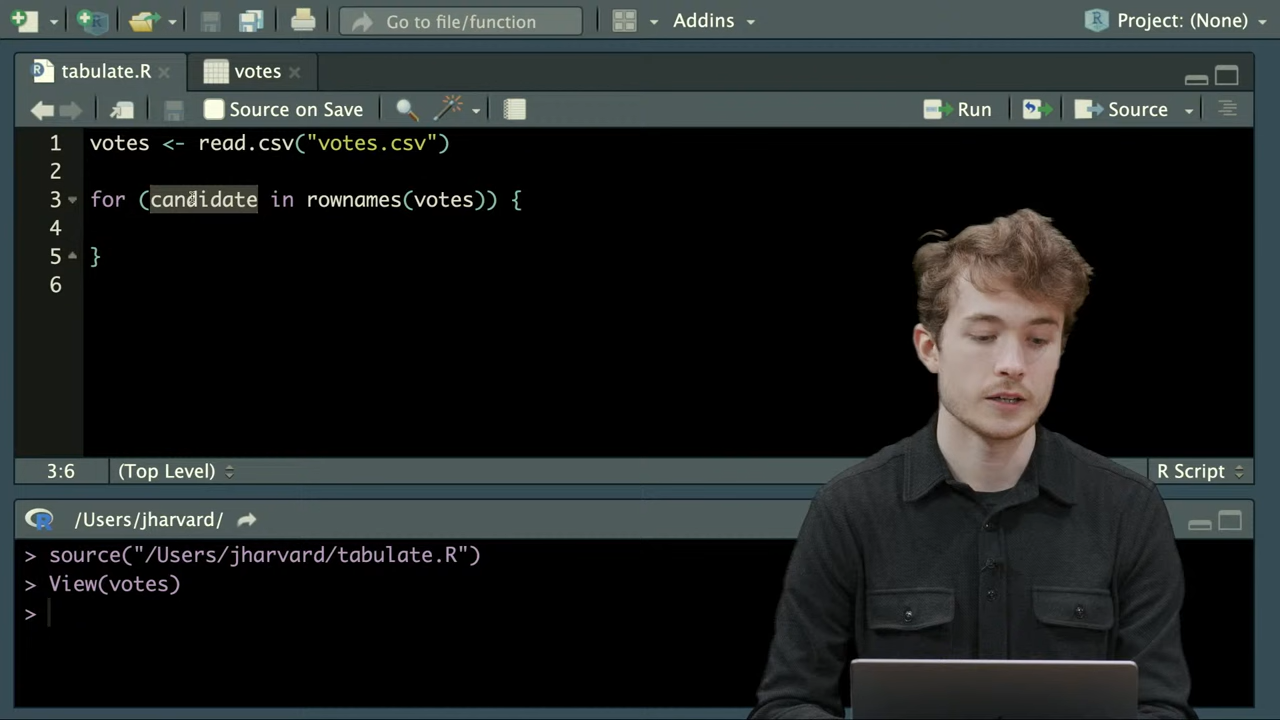 Go to file/function
Addins
Project: (None)
tabulate.R
votes
Source on Save
Run
Source
1 votes <- read.csv("votes.csv")
2
3 for (candidate in rownames(votes)) {
4
5 }
6
3:6 (Top Level)
R Script
/Users/jharvard/
> source("/Users/jharvard/tabulate.R")
> View(votes)
>